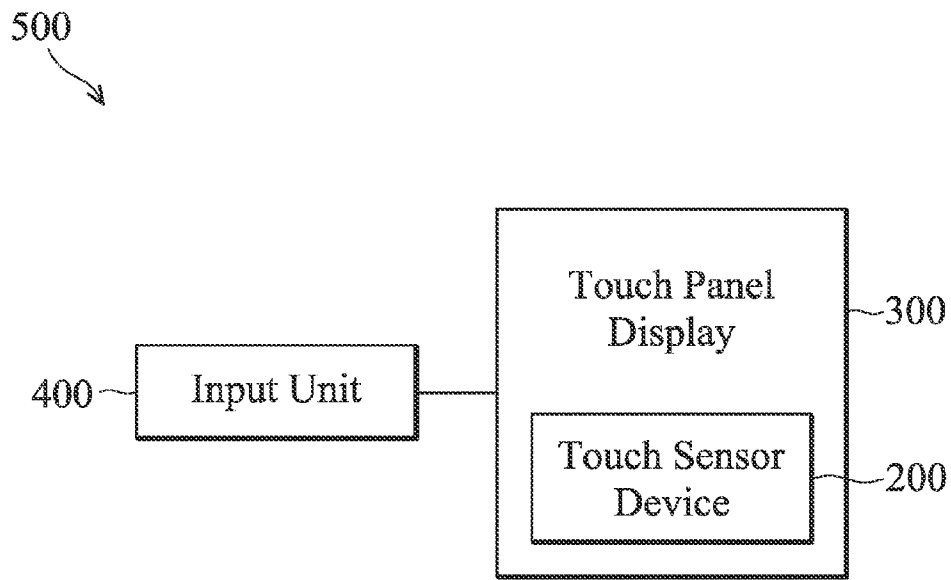 500
Touch Panel
Display
300
400
Input Unit
Touch Sensor
Device
200